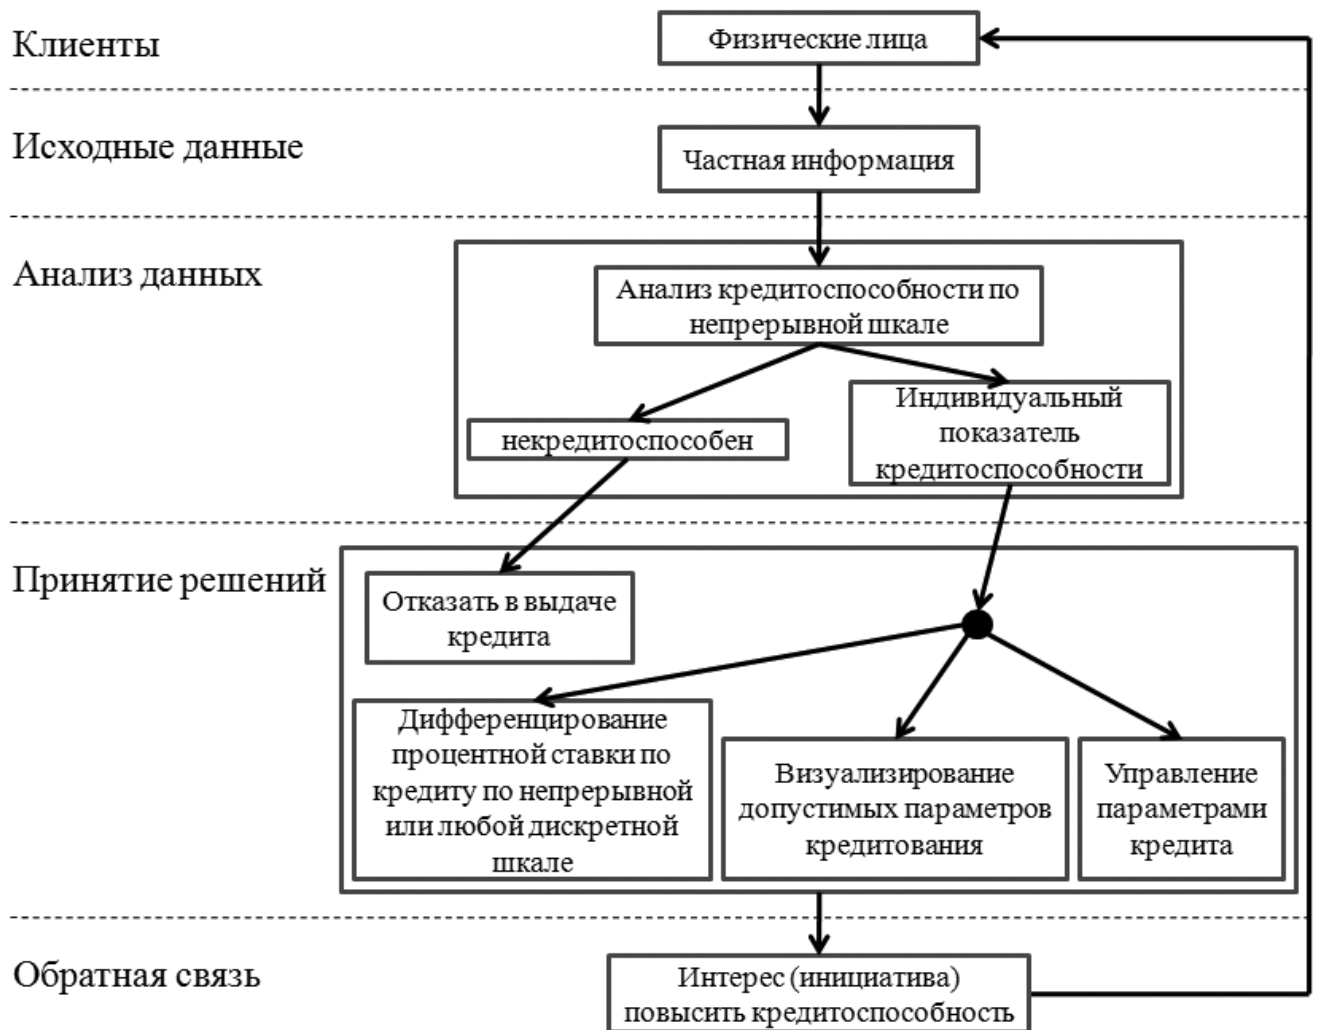 Клиенты
Физические лица
Исходные данные
Частная информация
Анализ данных
Анализ кредитоспособности по
непрерывной шкале
некредитоспособен
Индивидуальный
показатель
кредитоспособности
Принятие решений
Отказать в выдаче
кредита
Дифференцирование
процентной ставки по
кредиту по непрерывной
или любой дискретной
шкале
Визуализирование
допустимых параметров
кредитования
Управление
параметрами
кредита
Обратная связь
Интерес (инициатива)
повысить кредитоспособность